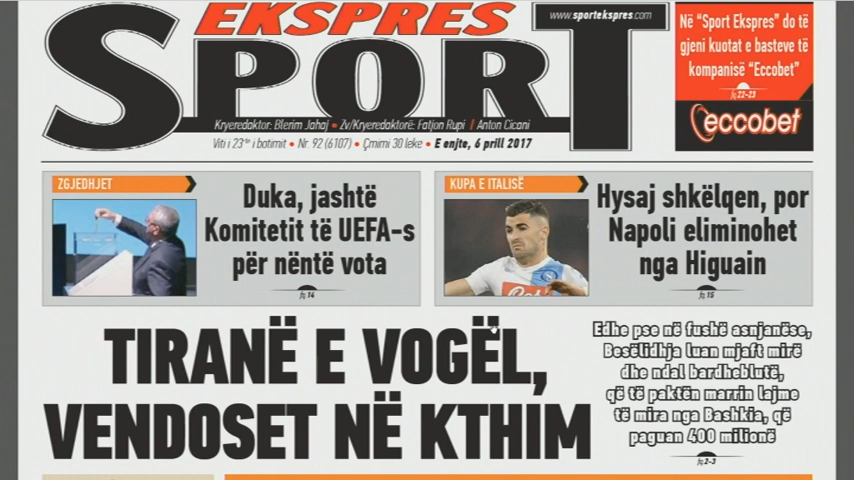 EKSPRES
SPORT
www.sportekspres.com
Në "Sport Ekspres" do të
gjeni kuotat e basteve të
kompanisë "Eccobet"
fq 22-23
eccobet
Kryeredaktor: Blerim Jahaj • Zv/Kryeredaktorë: Fatjon Rupi / Anton Cicani
Viti i 23-të i botimit • Nr. 92 (6107) • Çmimi 30 leke • E enjte, 6 prill 2017
ZGJEDHJET
Duka, jashtë
Komitetit të UEFA-s
për nëntë vota
fq 14
KUPA E ITALISË
Hysaj shkëlqen, por
Napoli eliminohet
nga Higuain
fq 15
TIRANË E VOGËL,
VENDOSET NË KTHIM
Edhe pse në fushë asnjanëse,
Besëlidhja luan mjaft mirë
dhe ndal bardheblutë,
që të paktën marrin lajme
të mira nga Bashkia, që
paguan 400 milionë
fq 2-3